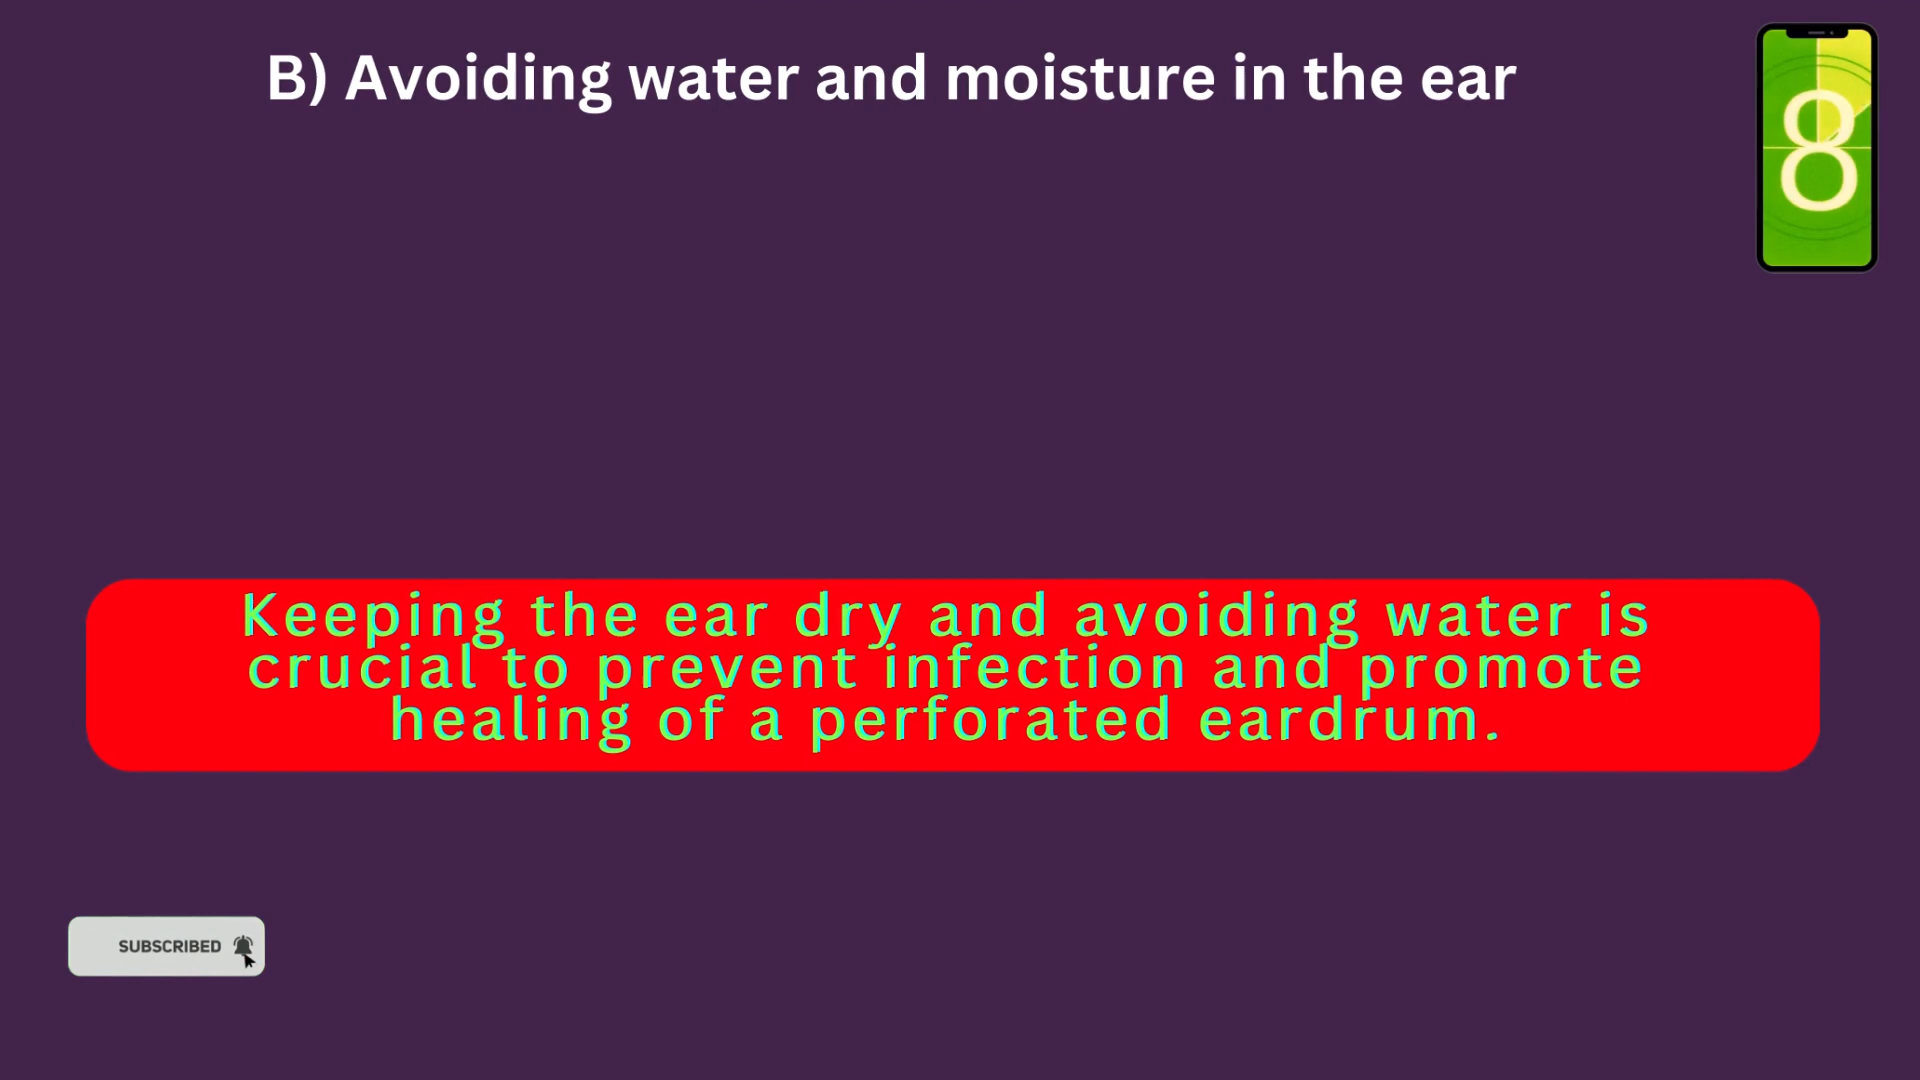 B) Avoiding water and moisture in the ear
8
Keeping the ear dry and avoiding water is
crucial to prevent infection and promote
healing of a perforated eardrum.
SUBSCRIBED